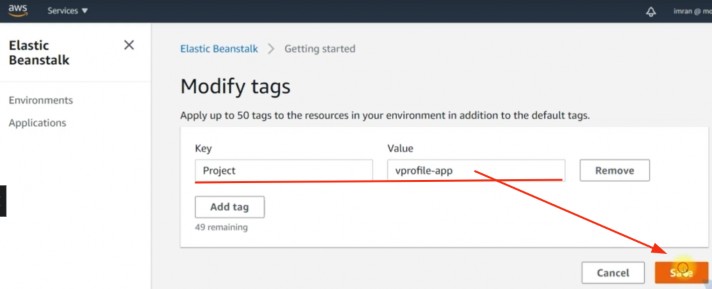 aws
Services ▼
imran @ m
Elastic Beanstalk
Environments
Applications
Elastic Beanstalk > Getting started
Modify tags
Apply up to 50 tags to the resources in your environment in addition to the default tags.
Key Value
Project vprofile-app Remove
Add tag
49 remaining
Cancel